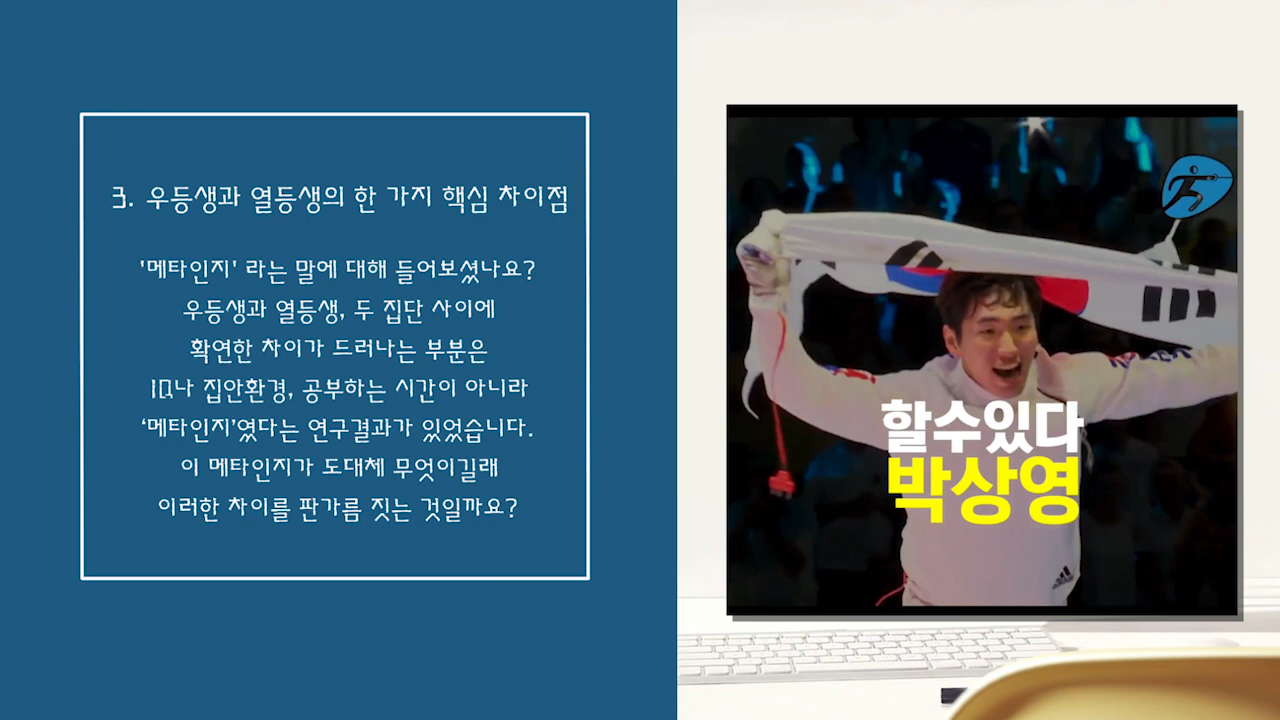 3. 우등생과 열등생의 한 가지 핵심 차이점
'메타인지' 라는 말에 대해 들어보셨나요?
우등생과 열등생, 두 집단 사이에
확연한 차이가 드러나는 부분은
IQ나 집안환경, 공부하는 시간이 아니라
‘메타인지’였다는 연구결과가 있었습니다.
이 메타인지가 도대체 무엇이길래
이러한 차이를 판가름 짓는 것일까요?
할수있다
박상영